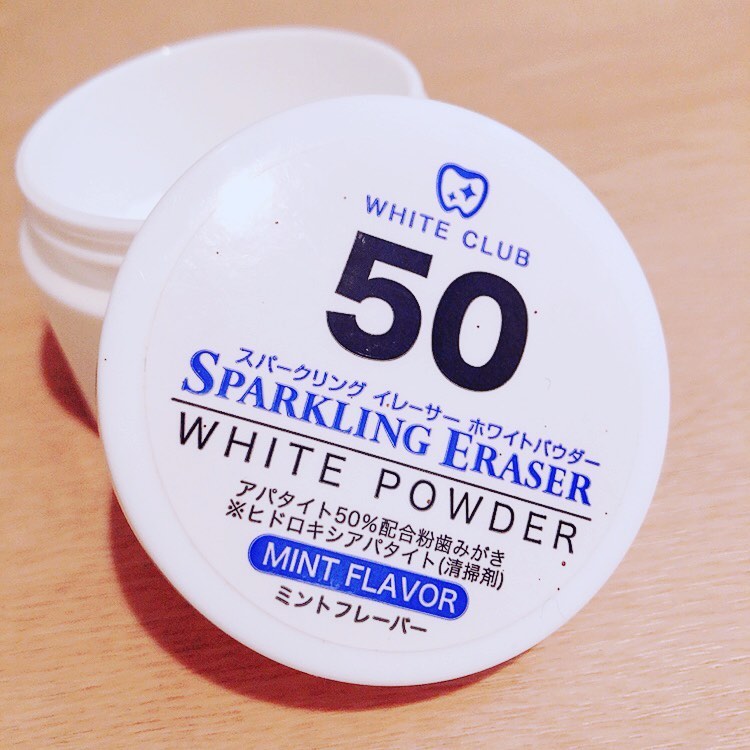 WHITE CLUB
50
スパークリング イレーサー ホワイトパウダー
SPARKLING ERASER
WHITE POWDER
アパタイト50%配合粉歯みがき
※ヒドロキシアパタイト(清掃剤)
MINT FLAVOR
ミントフレーバー